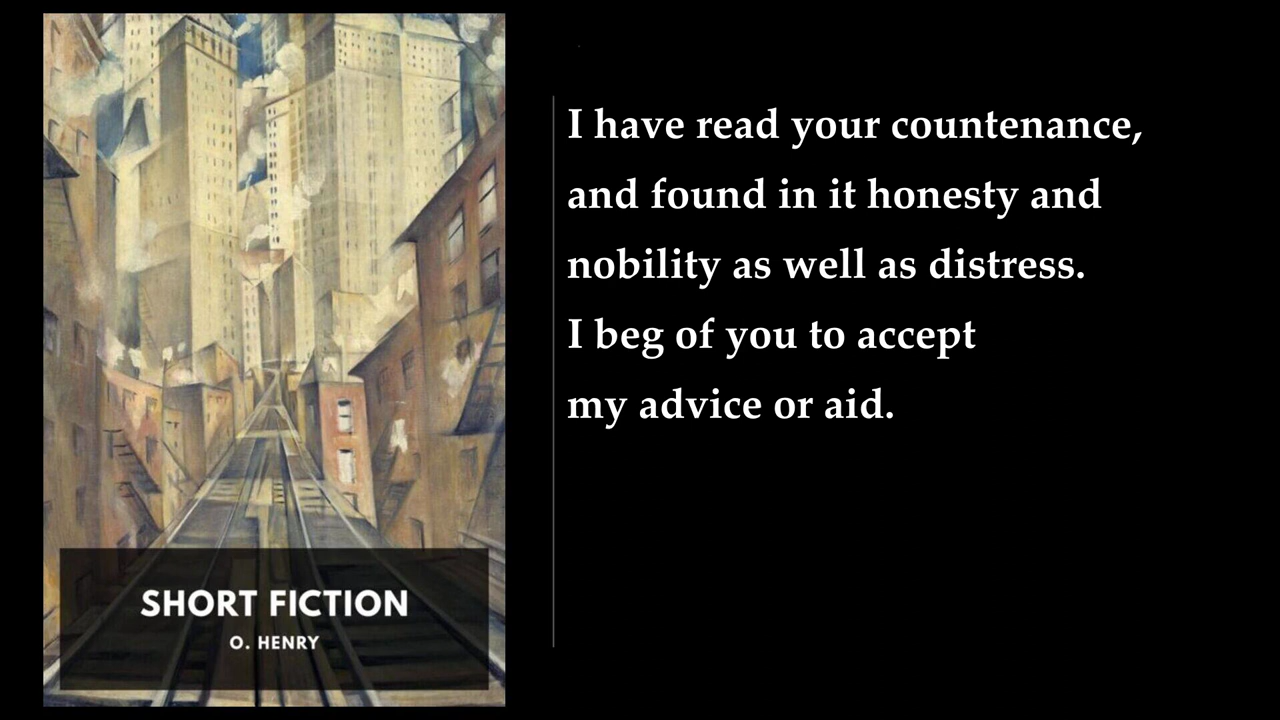 SHORT FICTION
O. HENRY
I have read your countenance,
and found in it honesty and
nobility as well as distress.
I beg of you to accept
my advice or aid.